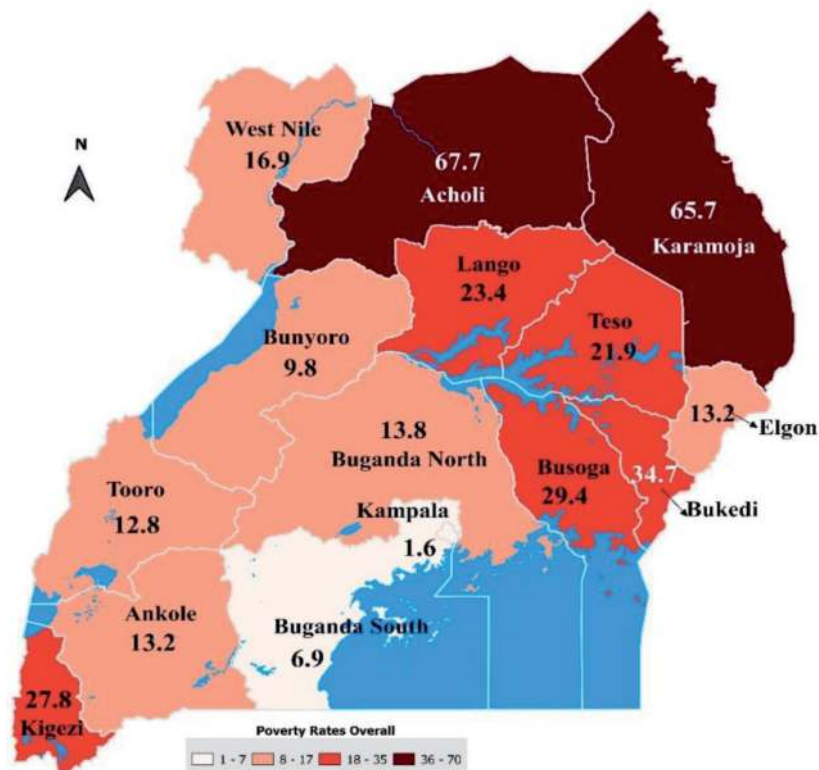 N
West Nile
16.9
67.7
Acholi
65.7
Karamoja
Lango
23.4
Teso
21.9
Bunyoro
9.8
13.2
Elgon
13.8
Buganda North
Busoga
29.4
34.7
Bukedi
Tooro
12.8
Kampala
1.6
Ankole
13.2
Buganda South
6.9
27.8
Kigezi
Poverty Rates Overall
1 - 7 8 - 17 18 - 35 36 - 70